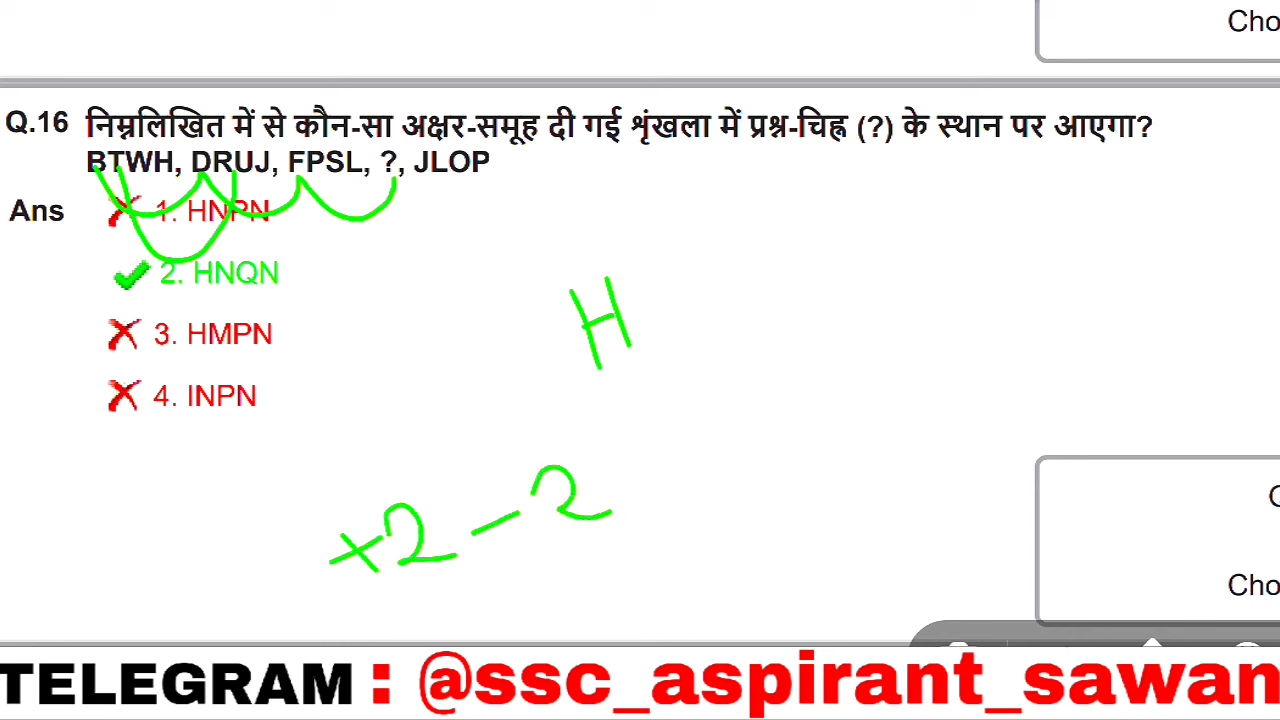 Cho
Q.16 निम्नलिखित में से कौन-सा अक्षर-समूह दी गई शृंखला में प्रश्न-चिह्न (?) के स्थान पर आएगा?
BTWH, DRUJ, FPSL, ?, JLOP
Ans 1. HNPN
2. HNQN
H
3. HMPN
4. INPN
+2 - 2
C
Cho
TELEGRAM : @ssc_aspirant_sawan